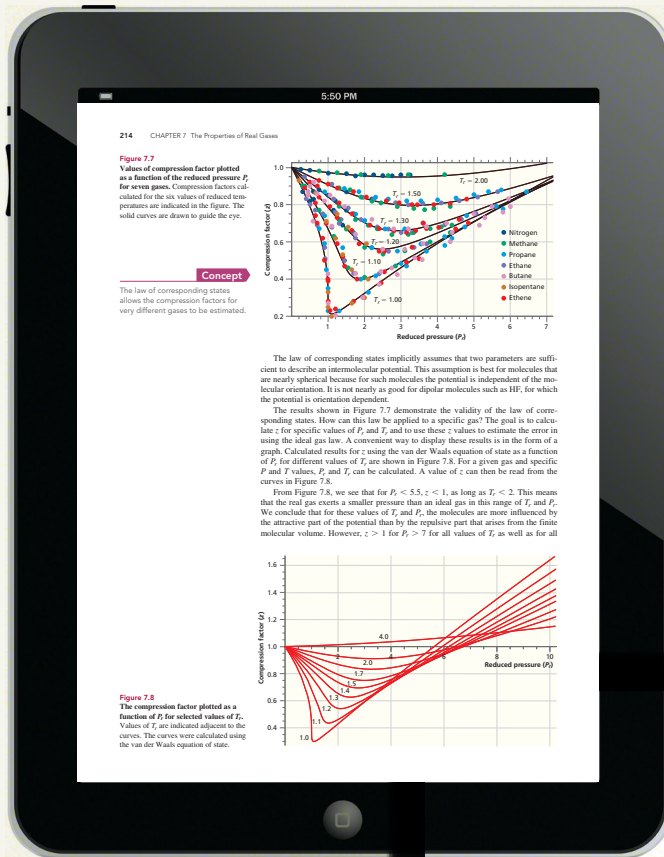 5:50 PM
214 CHAPTER 7 The Properties of Real Gases
Figure 7.7
Values of compression factor plotted
as a function of the reduced pressure Pr
for seven gases. Compression factors cal-
culated for the six values of reduced tem-
peratures are indicated in the figure. The
solid curves are drawn to guide the eye.
Concept
The law of corresponding states
allows the compression factors for
very different gases to be estimated.
Compression factor (z)
1.0
0.8
0.6
0.4
0.2
Tr = 2.00
Tr = 1.50
Tr = 1.30
Tr = 1.20
Tr = 1.10
Tr = 1.00
Nitrogen
Methane
Propane
Ethane
Butane
Isopentane
Ethene
1 2 3 4 5 6 7
Reduced pressure (Pr)
The law of corresponding states implicitly assumes that two parameters are suffi-
cient to describe an intermolecular potential. This assumption is best for molecules that
are nearly spherical because for such molecules the potential is independent of the mo-
lecular orientation. It is not nearly as good for dipolar molecules such as HF, for which
the potential is orientation dependent.
The results shown in Figure 7.7 demonstrate the validity of the law of corre-
sponding states. How can this law be applied to a specific gas? The goal is to calcu-
late z for specific values of Pr and Tr and to use these z values to estimate the error in
using the ideal gas law. A convenient way to display these results is in the form of a
graph. Calculated results for z using the van der Waals equation of state as a function
of Pr for different values of Tr are shown in Figure 7.8. For a given gas and specific
P and T values, Pr and Tr can be calculated. A value of z can then be read from the
curves in Figure 7.8.
From Figure 7.8, we see that for Pr < 5.5, z < 1, as long as Tr < 2. This means
that the real gas exerts a smaller pressure than an ideal gas in this range of Tr and Pr.
We conclude that for these values of Tr and Pr, the molecules are more influenced by
the attractive part of the potential than by the repulsive part that arises from the finite
molecular volume. However, z > 1 for Pr > 7 for all values of Tr as well as for all
Figure 7.8
The compression factor plotted as a
function of Pr for selected values of Tr.
Values of Tr are indicated adjacent to the
curves. The curves were calculated using
the van der Waals equation of state.
Compression factor (z)
1.6
1.4
1.2
1.0
0.8
0.6
0.4
4.0
2 4 8 10
Reduced pressure (Pr)
2.0
1.7
1.5
1.4
1.3
1.2
1.1
1.0